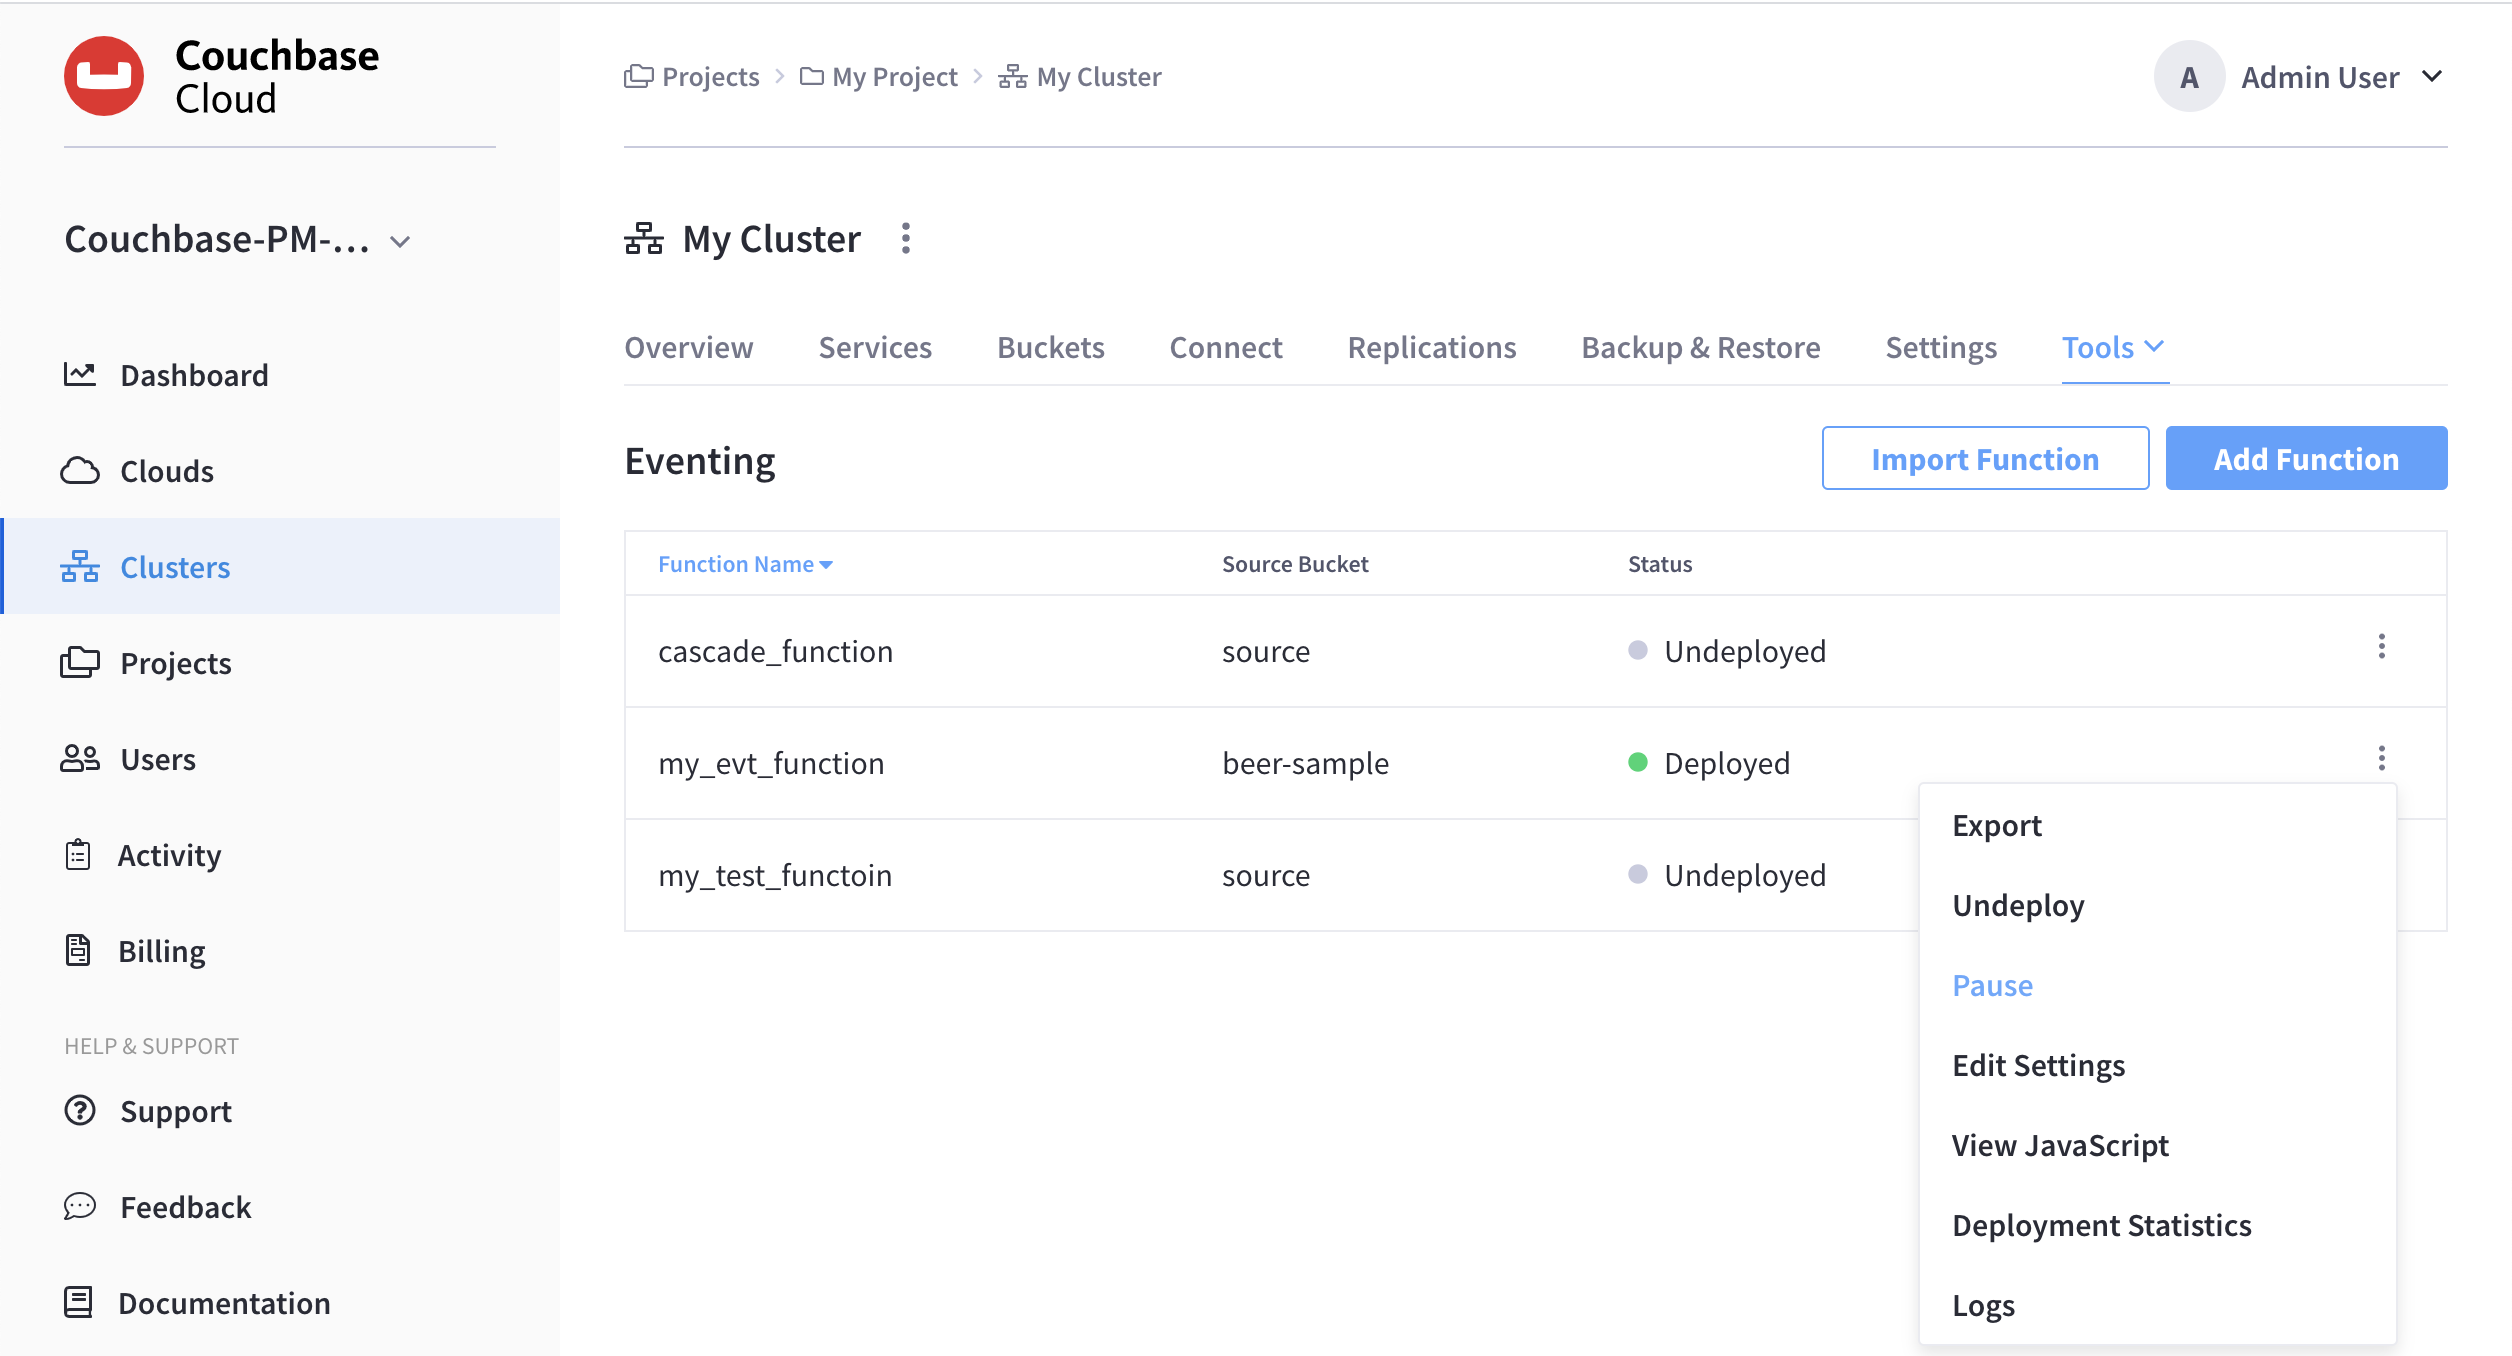 Couchbase
Cloud
Projects > My Project > My Cluster
A Admin User
Couchbase-PM-...
My Cluster
Dashboard
Clouds
Clusters
Projects
Users
Activity
Billing
HELP & SUPPORT
Support
Feedback
Documentation
Overview Services Buckets Connect Replications Backup & Restore Settings Tools
Eventing Import Function Add Function
Function Name Source Bucket Status
cascade_function source Undeployed
my_evt_function beer-sample Deployed
my_test_functoin source Undeployed
Export
Undeploy
Pause
Edit Settings
View JavaScript
Deployment Statistics
Logs